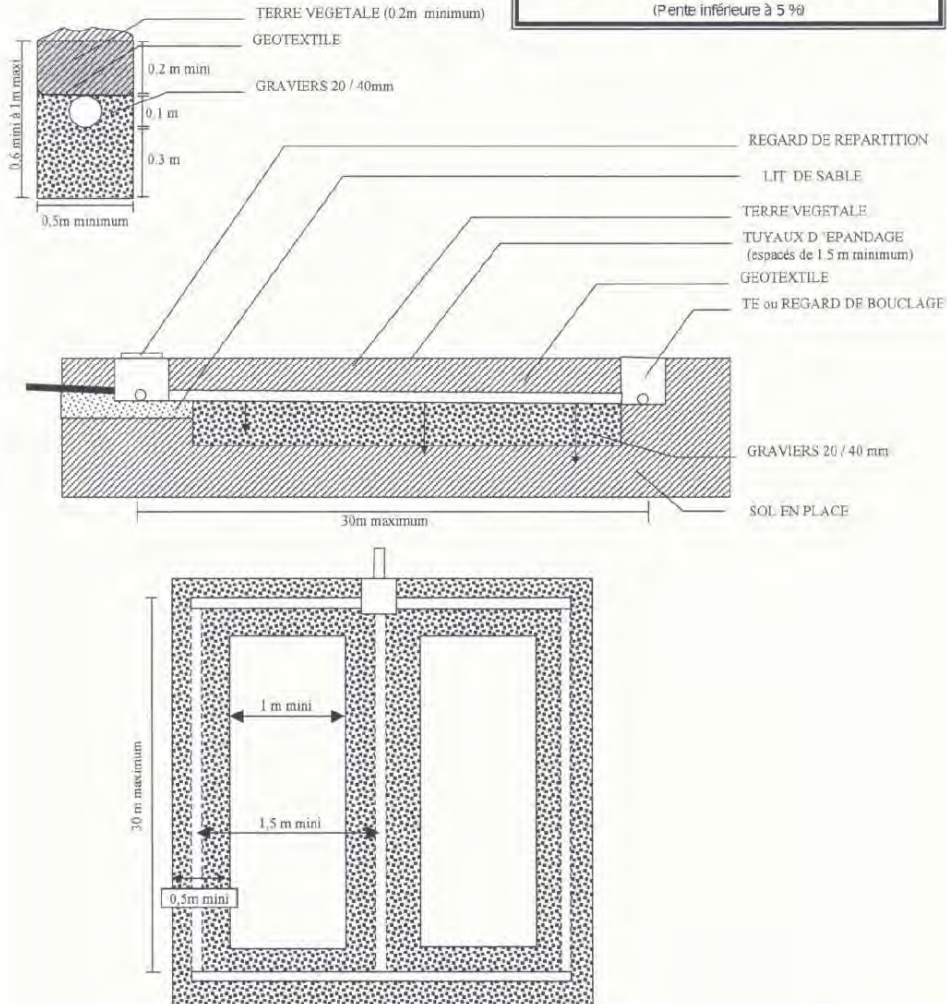 (Pente inférieure à 5 %)
TERRE VEGETALE (0.2m minimum)
GEOTEXTILE
GRAVIERS 20 / 40mm
0,2 m mini
0,1 m
0.3 m
0.6 mini à 1m maxi
0,5m minimum
REGARD DE REPARTITION
LIT DE SABLE
TERRE VEGETALE
TUYAUX D 'EPANDAGE
(espacés de 1.5 m minimum)
GEOTEXTILE
TE ou REGARD DE BOUCLAGE
GRAVIERS 20 / 40 mm
SOL EN PLACE
30m maximum
30 m maximum
1 m mini
1,5 m mini
0,5m mini